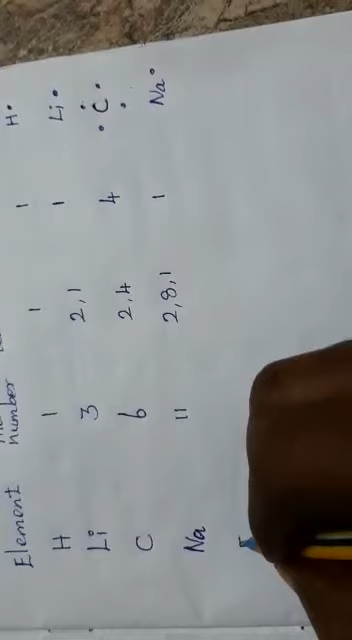 Element number
H 1 1 1 H•
Li 3 2,1 1 Li•
C 6 2,4 4 C
Na 11 2,8,1 1 Na•